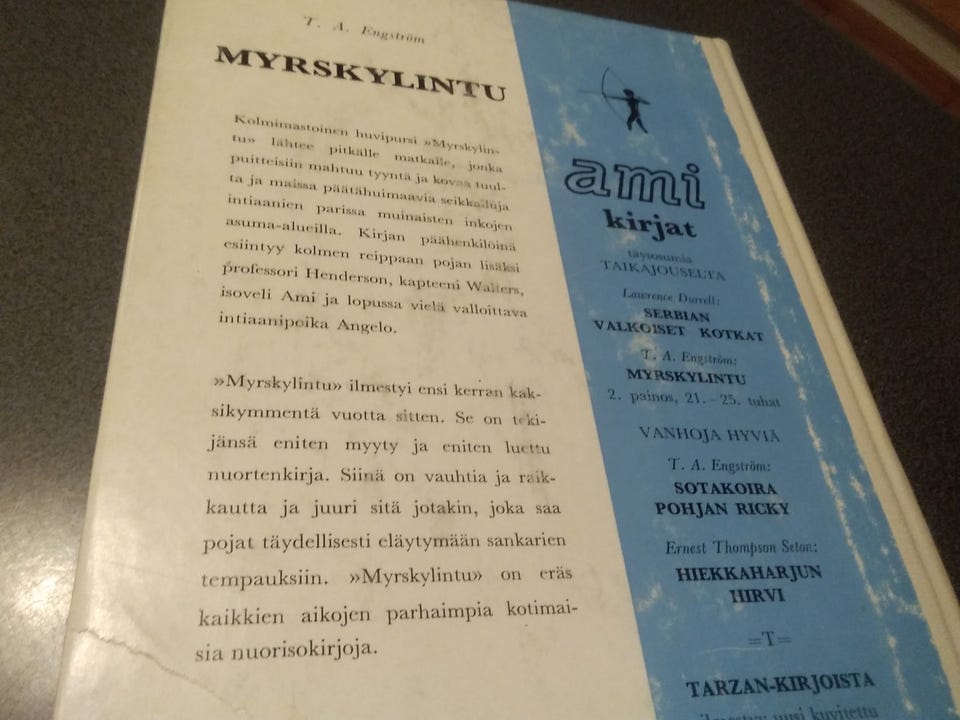 T. A. Engström
MYRSKYLINTU
Kolmimastoinen huvipursi »Myrskylin-
tu» lähtee pitkälle matkalle, jonka
puitteisiin mahtuu tyyntä ja kovaa tuul-
ta ja maissa päätähuimaavia seikkailuja
intiaanien parissa muinaisten inkojen
asuma-alueilla. Kirjan päähenkilöinä
esiintyy kolmen reippaan pojan lisäksi
professori Henderson, kapteeni Walters,
isoveli Ami ja lopussa vielä valloittava
intiaanipoika Angelo.
»Myrskylintu» ilmestyi ensi kerran kak-
sikymmentä vuotta sitten. Se on teki-
jänsä eniten myyty ja eniten luettu
nuortenkirja. Siinä on vauhtia ja raik-
kautta ja juuri sitä jotakin, joka saa
pojat täydellisesti eläytymään sankarien
tempauksiin. »Myrskylintu» on eräs
kaikkien aikojen parhaimpia kotimai-
sia nuorisokirjoja.
ami
kirjat
täysosumia
TAIKAJOUSELTA
Lawrence Durrell:
SERBIAN
VALKOISET KOTKAT
T. A. Engström:
MYRSKYLINTU
2. painos, 21.–25. tuhat
VANHOJA HYVIÄ
T. A. Engström:
SOTAKOIRA
POHJAN RICKY
Ernest Thompson Seton:
HIEKKAHARJUN
HIRVI
=T=
TARZAN-KIRJOISTA
ilmestyy uusi kuvitettu